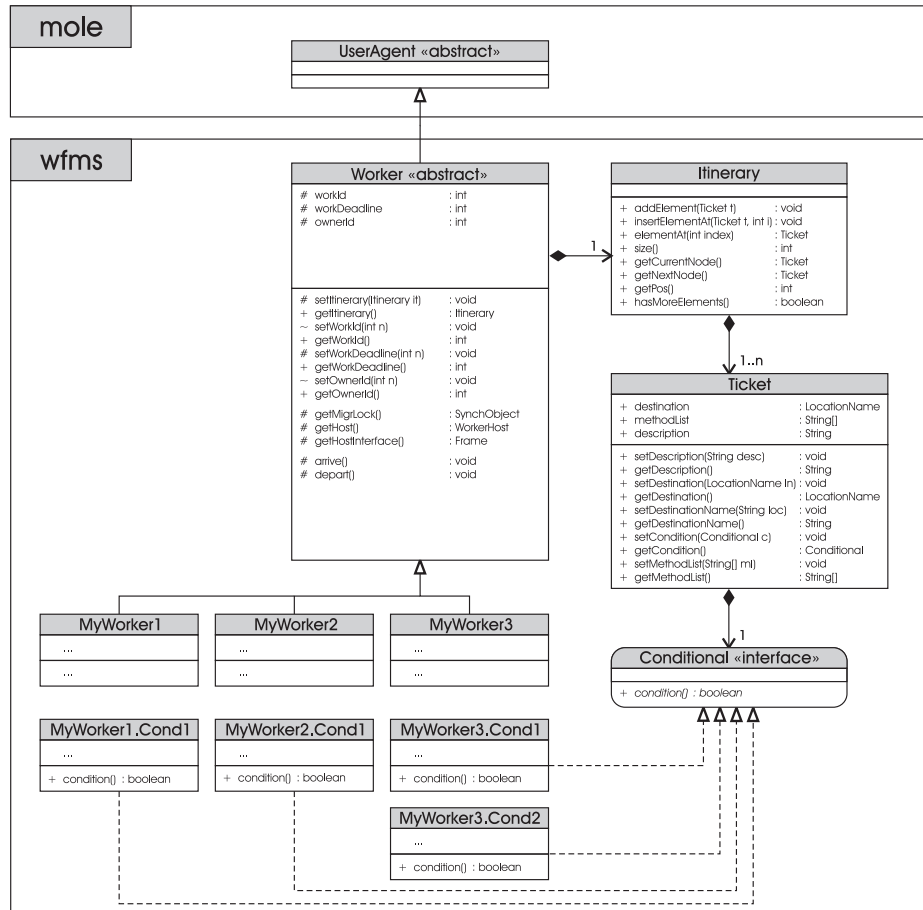 mole
UserAgent «abstract»
wfms
Worker «abstract»
# workId : int
# workDeadline : int
# ownerId : int
# setItinerary(Itinerary it) : void
+ getItinerary() : Itinerary
~ setWorkId(int n) : void
+ getWorkId() : int
# setWorkDeadline(int n) : void
+ getWorkDeadline() : int
~ setOwnerId(int n) : void
+ getOwnerId() : int
# getMigrLock() : SynchObject
# getHost() : WorkerHost
# getHostInterface() : Frame
# arrive() : void
# depart() : void
1
Itinerary
+ addElement(Ticket t) : void
+ insertElementAt(Ticket t, int i) : void
+ elementAt(int index) : Ticket
+ size() : int
+ getCurrentNode() : Ticket
+ getNextNode() : Ticket
+ getPos() : int
+ hasMoreElements() : boolean
1..n
Ticket
+ destination : LocationName
+ methodList : String[]
+ description : String
+ setDescription(String desc) : void
+ getDescription() : String
+ setDestination(LocationName ln) : void
+ getDestination() : LocationName
+ setDestinationName(String loc) : void
+ getDestinationName() : String
+ setCondition(Conditional c) : void
+ getCondition() : Conditional
+ setMethodList(String[] ml) : void
+ getMethodList() : String[]
1
Conditional «interface»
+ condition() : boolean
MyWorker1
...
...
MyWorker2
...
...
MyWorker3
...
...
MyWorker1.Cond1
...
+ condition() : boolean
MyWorker2.Cond1
...
+ condition() : boolean
MyWorker3.Cond1
...
+ condition() : boolean
MyWorker3.Cond2
...
+ condition() : boolean